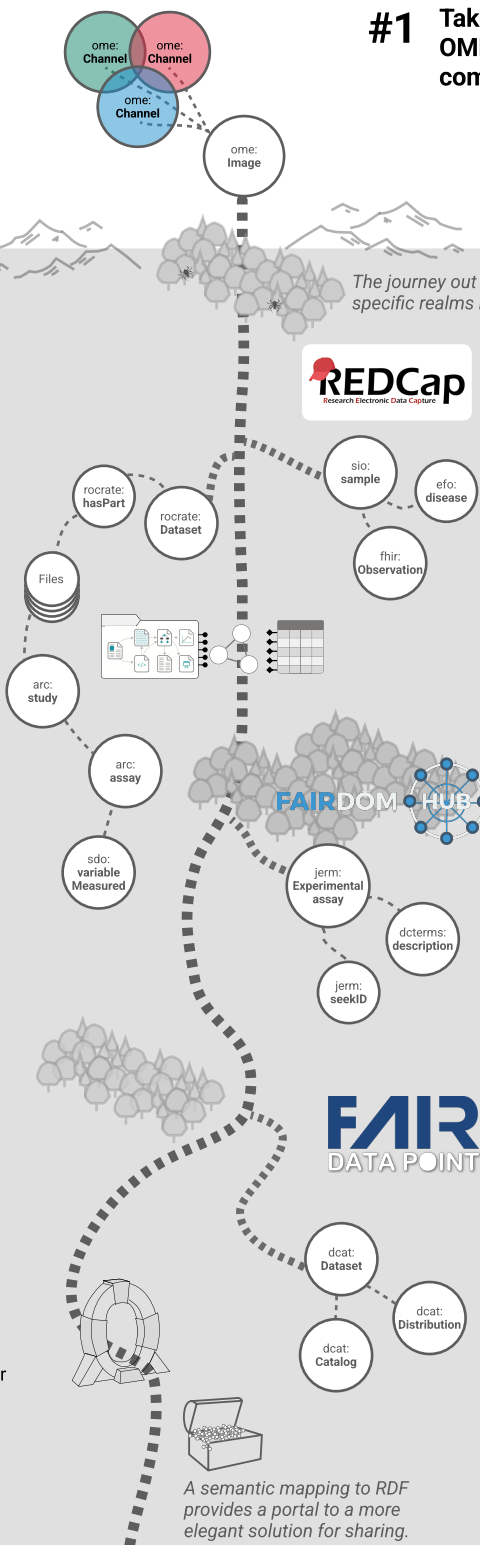 #1
ome:
Channel
ome:
Channel
ome:
Channel
ome:
Image
The journey out
specific realms
REDCap
Research Electronic Data Capture
sio:
sample
efo:
disease
rocrate:
hasPart
rocrate:
Dataset
fhir:
Observation
Files
arc:
study
arc:
assay
FAIRDOM HUB
sdo:
variable
Measured
jerm:
Experimental
assay
dcterms:
description
jerm:
seekID
FAIR
DATA POINT
dcat:
Dataset
dcat:
Distribution
dcat:
Catalog
A semantic mapping to RDF
provides a portal to a more
elegant solution for sharing.